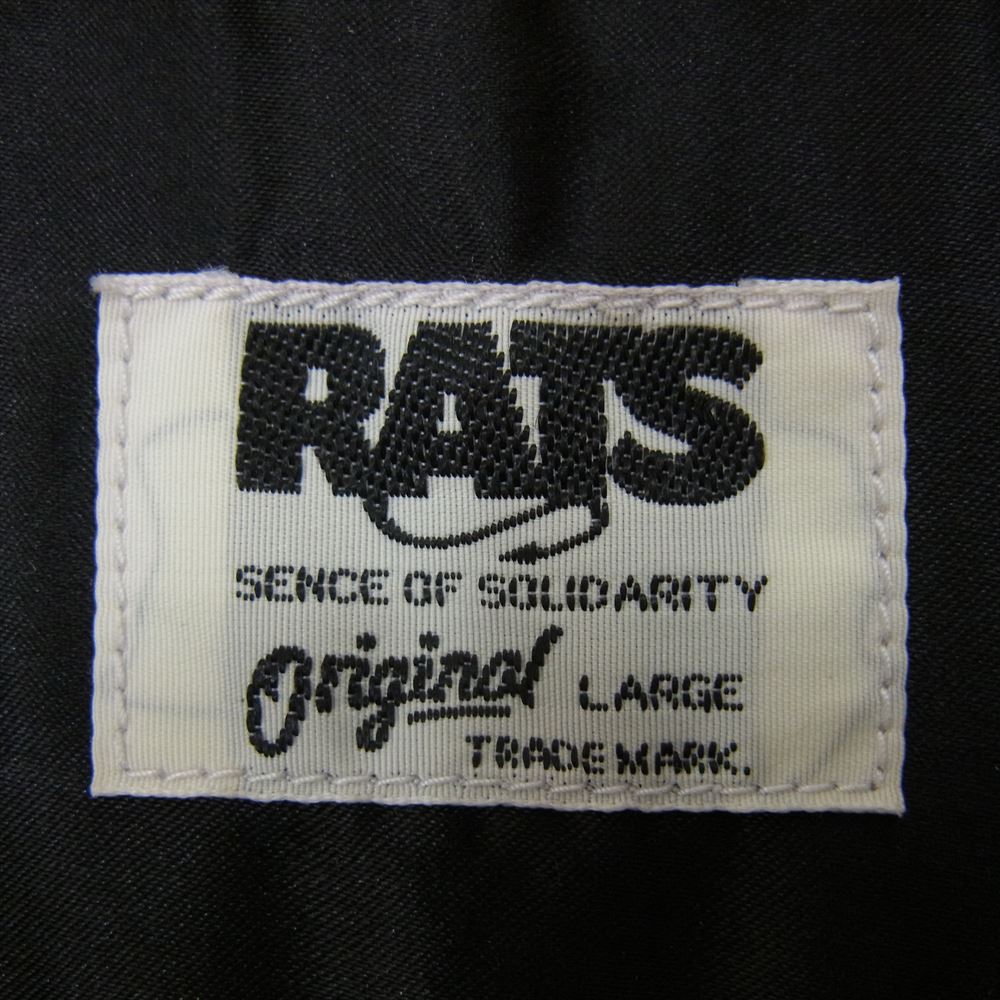 RATS
SENCE OF SOLIDARITY
Original LARGE
TRADE MARK.